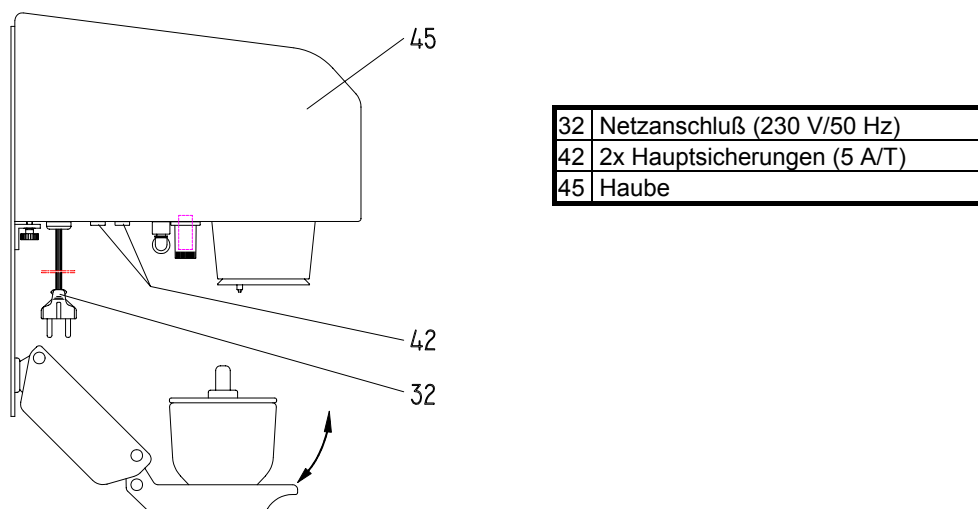 45
32 Netzanschluß (230 V/50 Hz)
42 2x Hauptsicherungen (5 A/T)
45 Haube
42
32